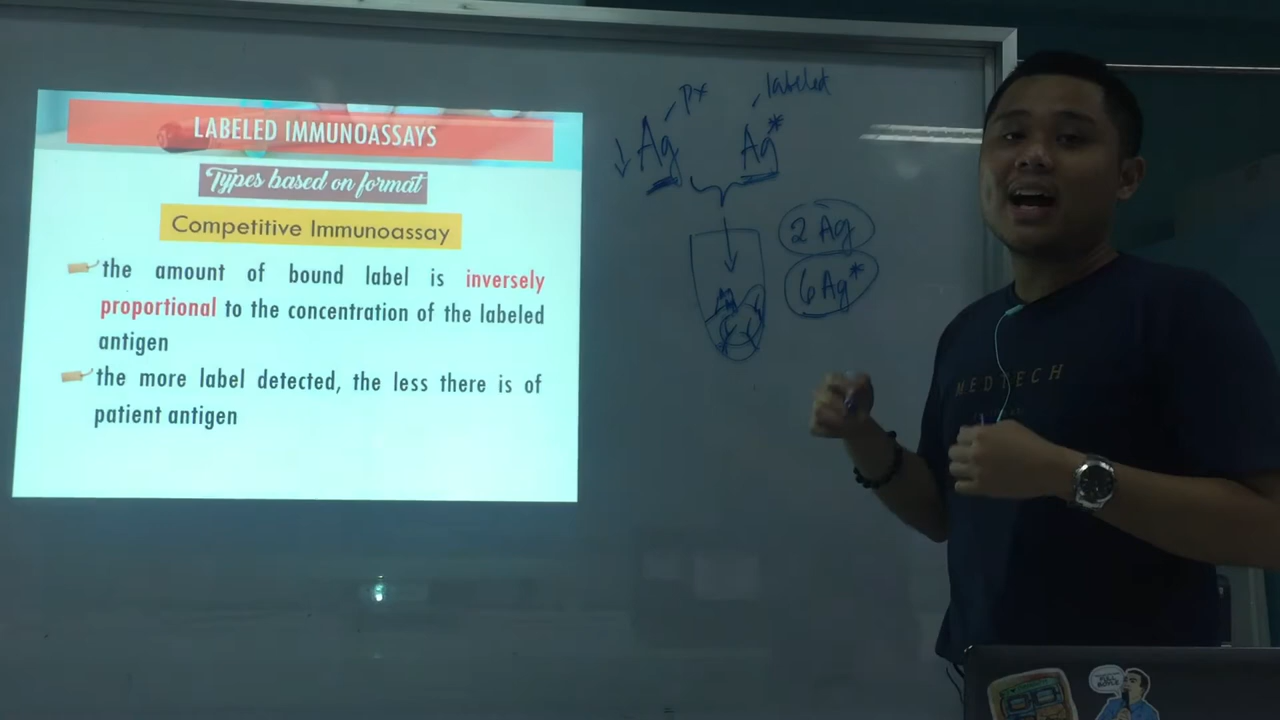 LABELED IMMUNOASSAYS
Types based on format
Competitive Immunoassay
the amount of bound label is inversely
proportional to the concentration of the labeled
antigen
the more label detected, the less there is of
patient antigen
px
labeled
↓ Ag
Ag*
2 Ag
6 Ag*
MEDTECH